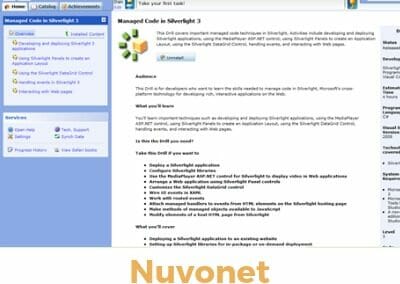 Home
Catalog
Achievements
Take your first task!
Overview
Installed Content
Developing and deploying Silverlight 3 applications
Using Silverlight Panels to create an Application Layout
Using the Silverlight DataGrid Control
Handling events in Silverlight 3
Interacting with Web pages
Services
Open Help
Tech. Support
Settings
Synch Data
Progress History
View Safari books
Managed Code in Silverlight 3
This Drill covers important managed code techniques in Silverlight. Activities include developing and deploying
Silverlight applications, using the MediaPlayer ASP.NET control, using Silverlight Panels to create an Application
Layout, using the Silverlight DataGrid Control, handling events, and interacting with Web pages.
Uninstall
Audience
This Drill is for developers who want to learn the skills needed to manage code in Silverlight, Microsoft's cross-
platform technology for developing rich, interactive applications on the Web.
What you'll learn
You'll learn important techniques such as developing and deploying Silverlight applications, using the MediaPlayer
ASP.NET control, using Silverlight Panels to create an Application Layout, using the Silverlight DataGrid Control,
handling events, and interacting with Web pages.
Is this the Drill you need?
Take this Drill if you want to
Deploy a Silverlight application
Configure Silverlight libraries
Use the MediaPlayer ASP.NET control for Silverlight to display video in Web applications
Arrange a Web application using Silverlight Panel controls
Customize the Silverlight DataGrid control
Wire UI events in XAML
Work with routed events
Attach managed handlers to events from HTML elements on the Silverlight hosting page
Make methods of managed objects available to JavaScript
Modify elements of a host HTML page from Silverlight
What you'll cover
Deploying a Silverlight application to an existing website
Setting up Silverlight libraries for in-package or on-demand deployment
Nuvonet